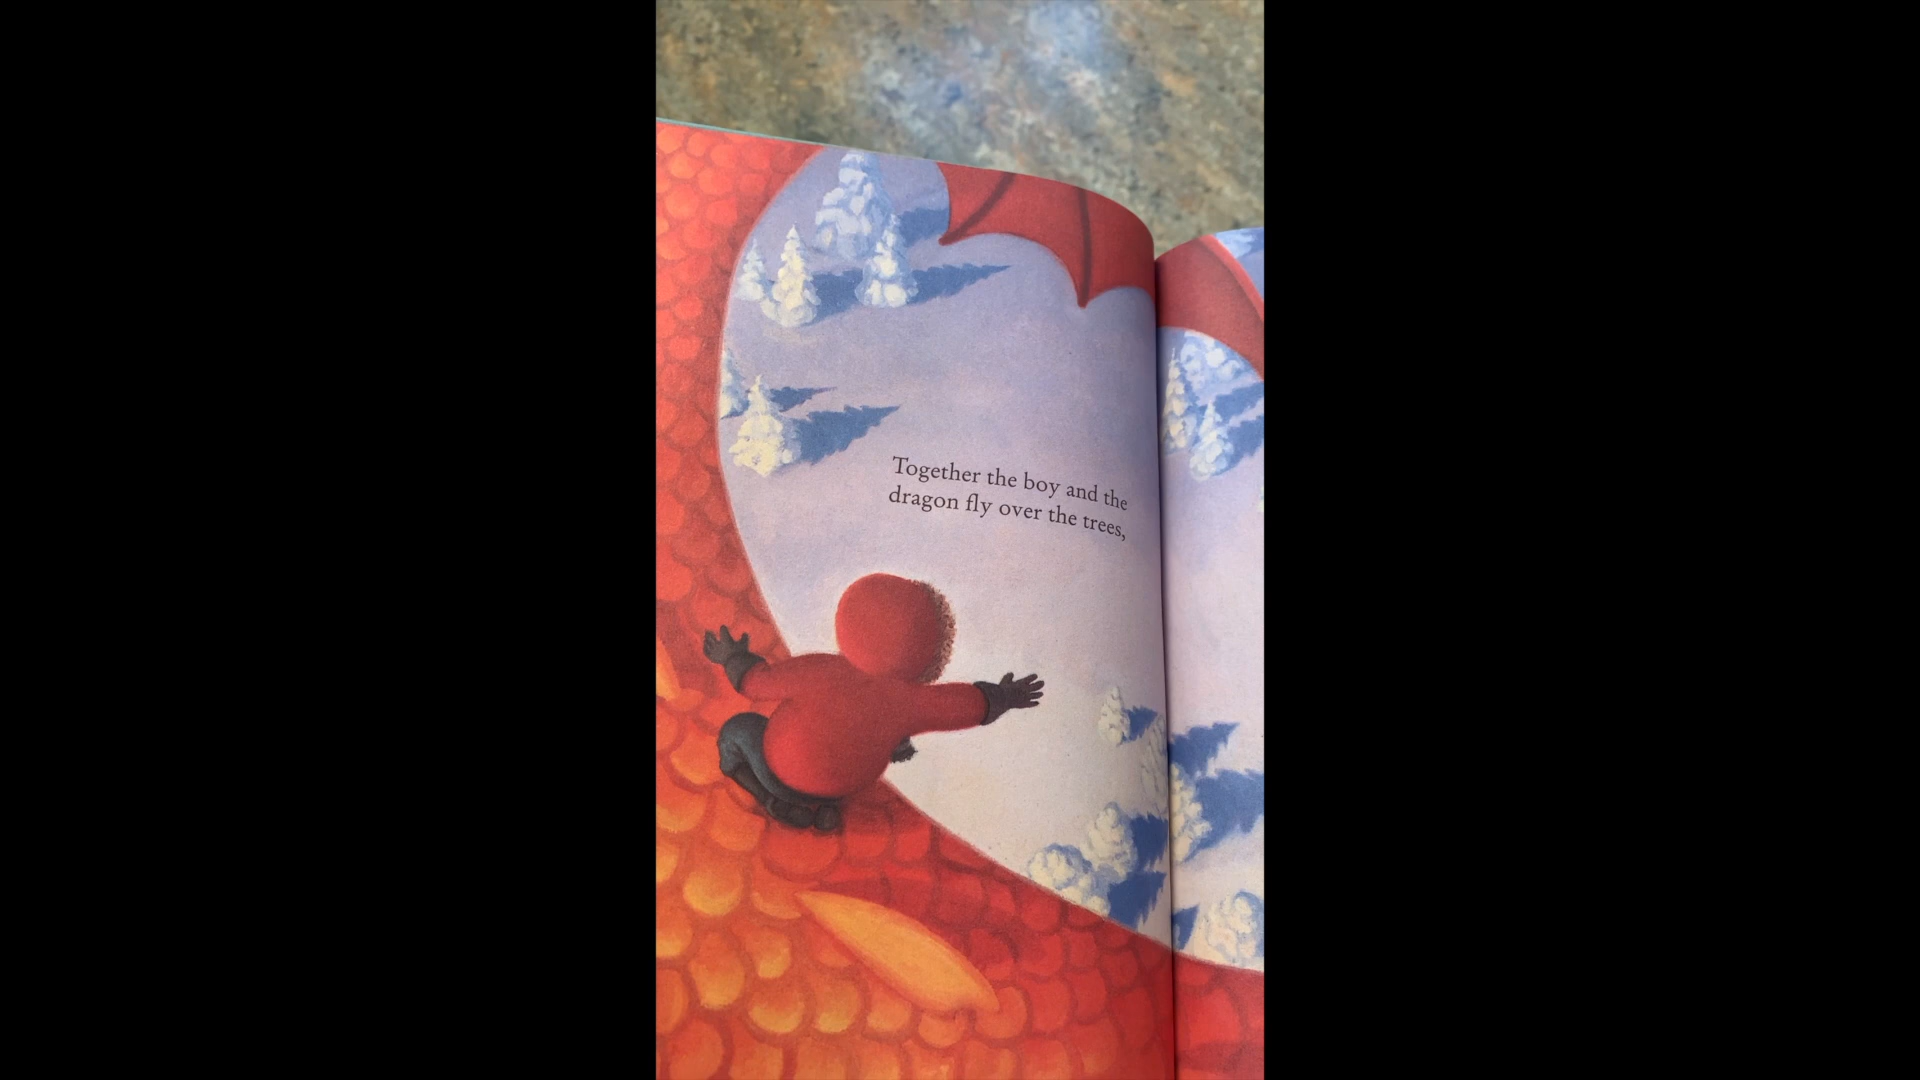 Together the boy and the
dragon fly over the trees,